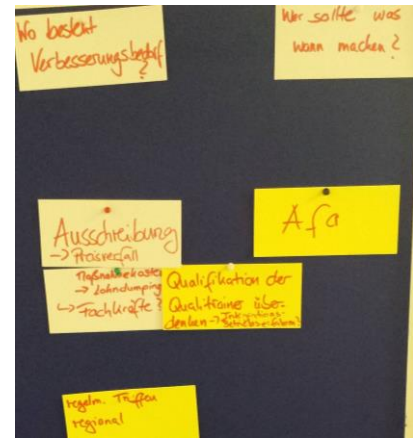 Wo besteht
Verbesserungsbedarf
?
Wer sollte was
wann machen?
Ausschreibung
→ Preisverfall
Maßnahmekosten
→ Lohndumping
↳ Fachkräfte?
Afa
Qualifikation der
Qualitrainer über-
denken →
regelm. Treffen
regional